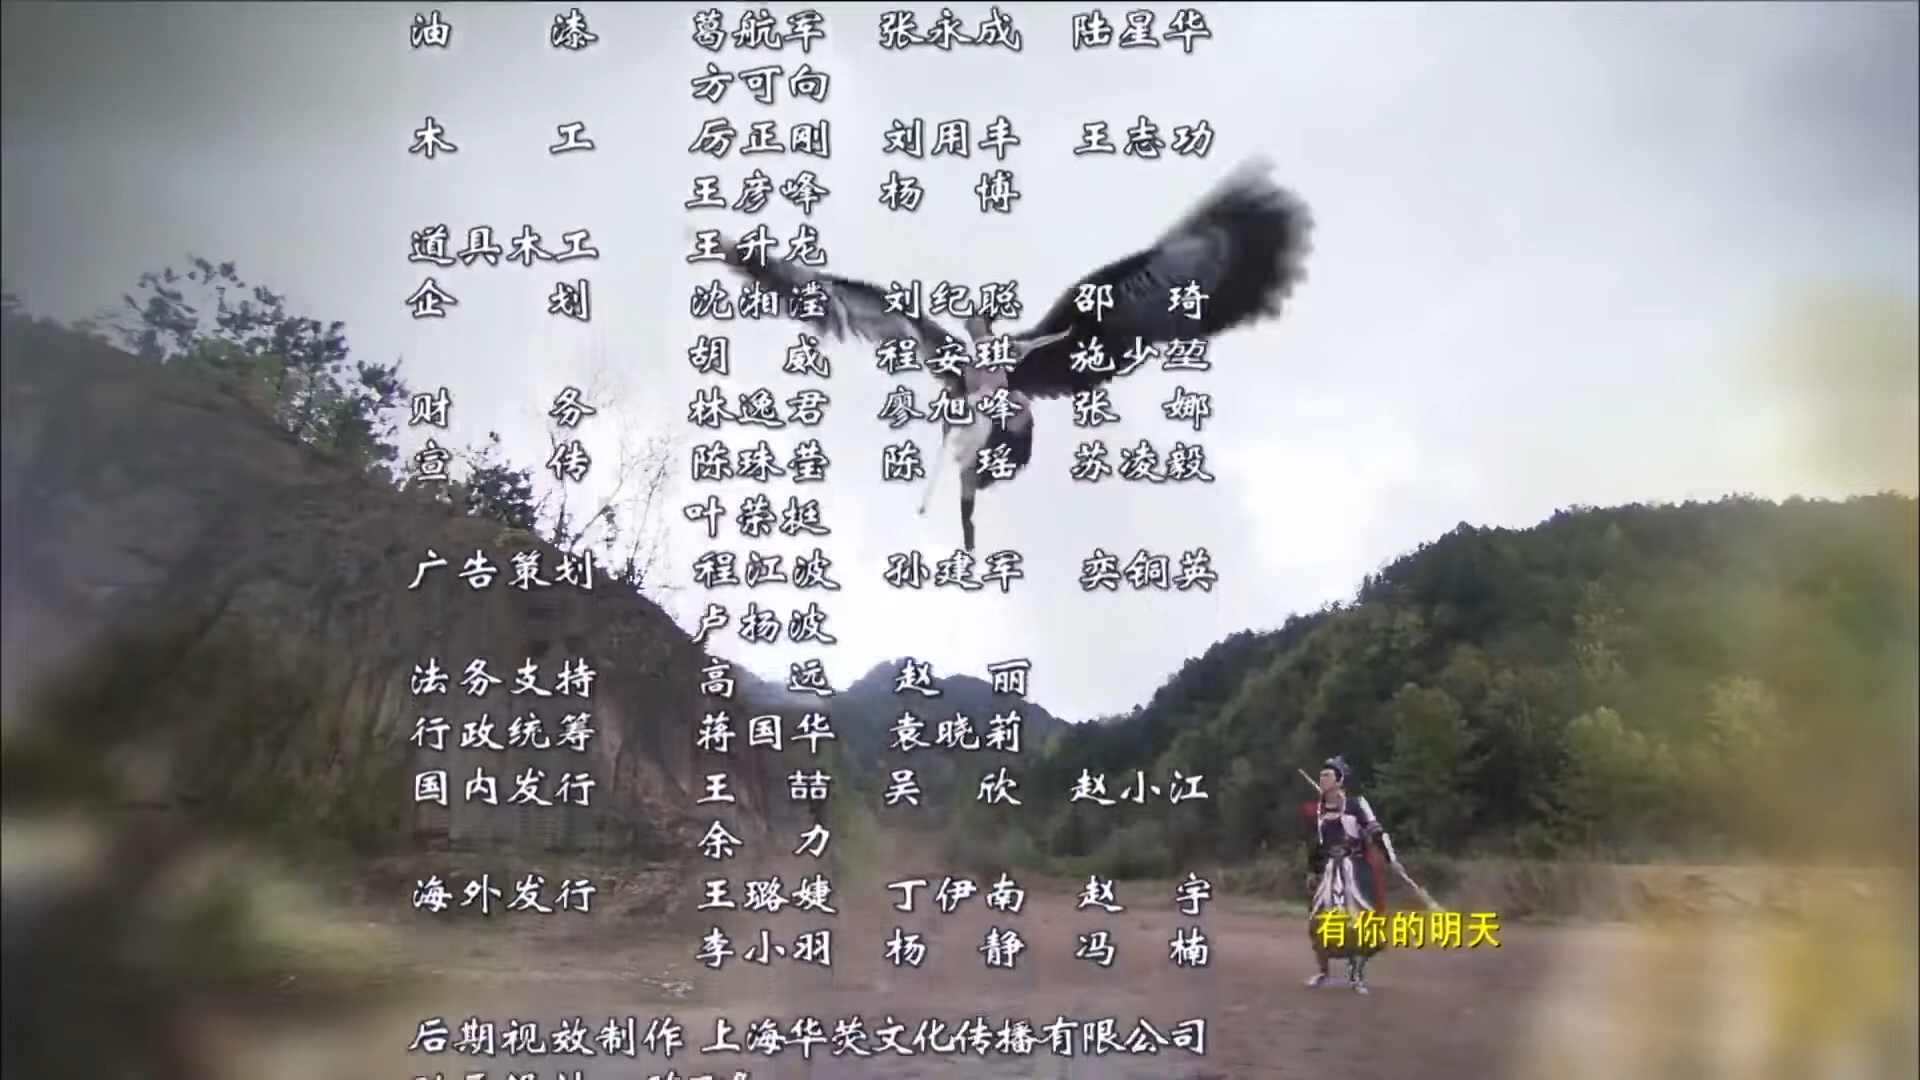 油 漆 葛航军 张永成 陆星华
方可向
木 工 厉正刚 刘用丰 王志功
王彦峰 杨 博
道具木工 王升龙
企 划 沈湘滢 刘纪聪 邵 琦
胡 威 程安琪 施少堃
财 务 林逸君 廖旭峰 张 娜
宣 传 陈珠莹 陈 瑶 苏凌毅
叶荣挺
广告策划 程江波 孙建军 奕铜英
卢扬波
法务支持 高 远 赵 丽
行政统筹 蒋国华 袁晓莉
国内发行 王 喆 吴 欣 赵小江
余 力
海外发行 王璐婕 丁伊南 赵 宇
有你的明天
李小羽 杨 静 冯 楠
后期视效制作 上海华荧文化传播有限公司